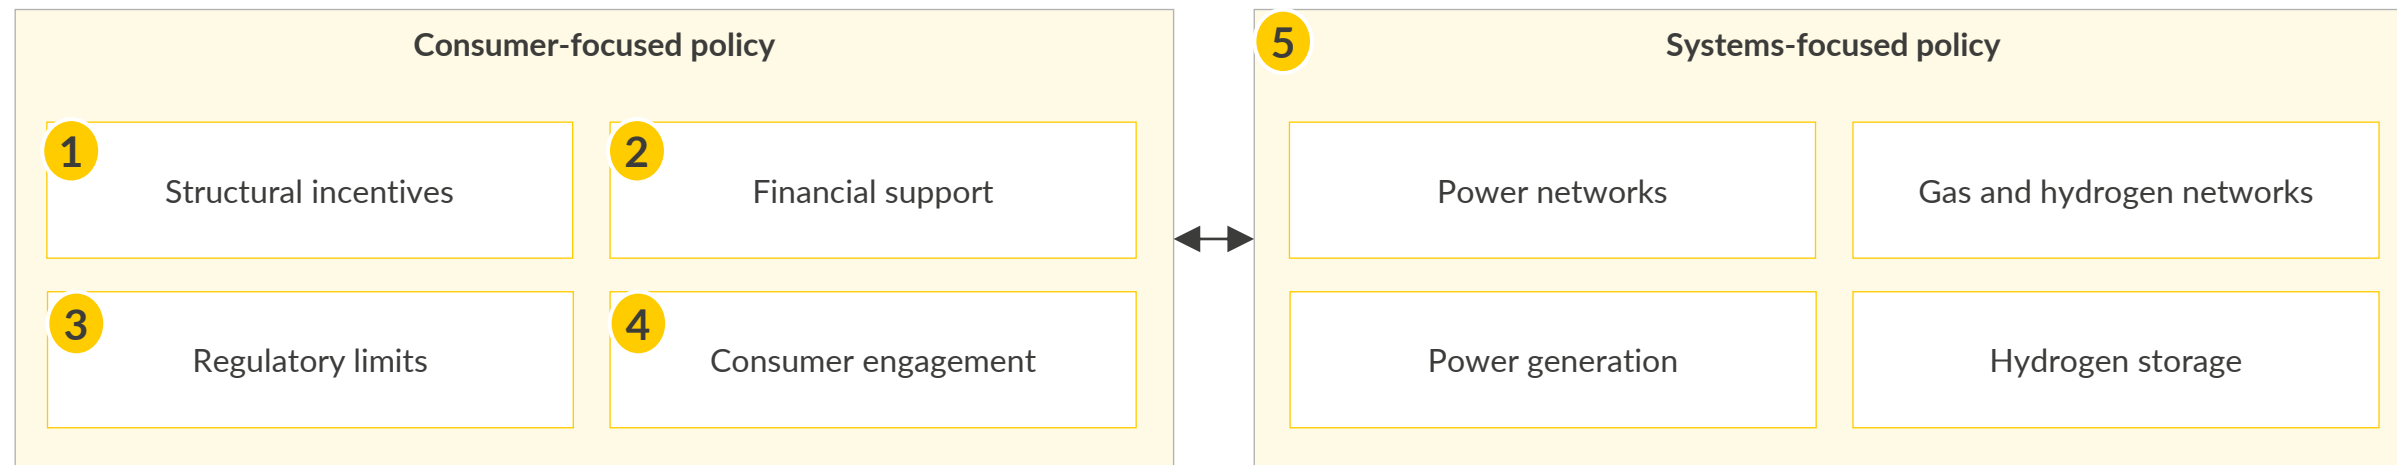 Consumer-focused policy
1
Structural incentives
2
Financial support
3
Regulatory limits
4
Consumer engagement
5
Systems-focused policy
Power networks
Gas and hydrogen networks
Power generation
Hydrogen storage